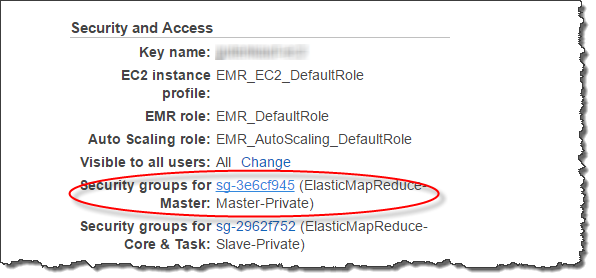 Security and Access
Key name:
EC2 instance EMR_EC2_DefaultRole
profile:
EMR role: EMR_DefaultRole
Auto Scaling role: EMR_AutoScaling_DefaultRole
Visible to all users: All Change
Security groups for sg-3e6cf945 (ElasticMapReduce-
Master: Master-Private)
Security groups for sg-2962f752 (ElasticMapReduce-
Core & Task: Slave-Private)